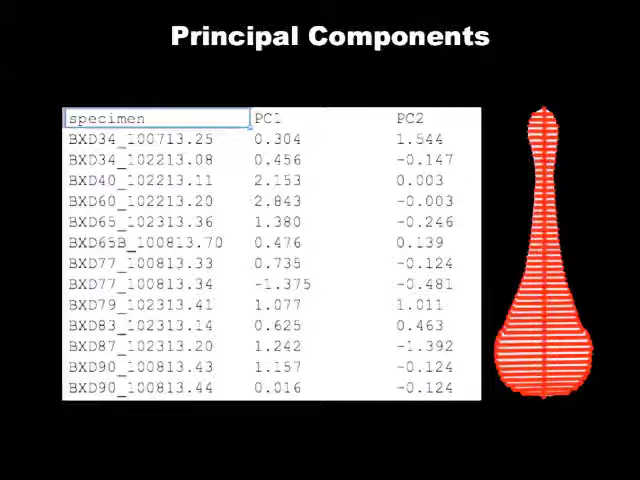 Principal Components
specimen PC1 PC2
BXD34_100713.25 0.304 1.544
BXD34_102213.08 0.456 -0.147
BXD40_102213.11 2.153 0.003
BXD60_102213.20 2.843 -0.003
BXD65_102313.36 1.380 -0.246
BXD65B_100813.70 0.476 0.139
BXD77_100813.33 0.735 -0.124
BXD77_100813.34 -1.375 -0.481
BXD79_102313.41 1.077 1.011
BXD83_102313.14 0.625 0.463
BXD87_102313.20 1.242 -1.392
BXD90_100813.43 1.157 -0.124
BXD90_100813.44 0.016 -0.124